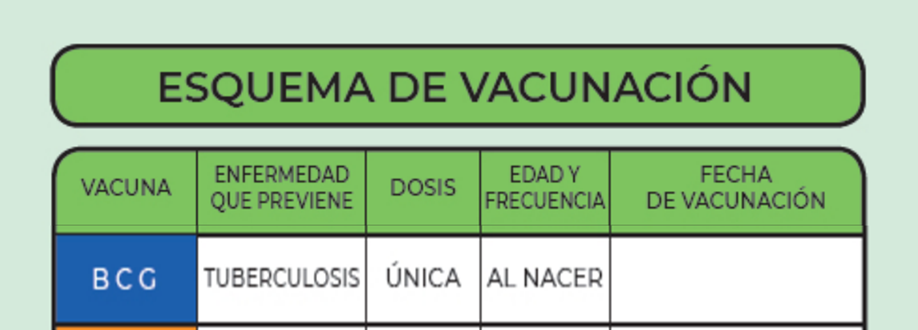 ESQUEMA DE VACUNACIÓN
VACUNA
ENFERMEDAD
QUE PREVIENE
DOSIS
EDAD Y
FRECUENCIA
FECHA
DE VACUNACIÓN
BCG
TUBERCULOSIS
ÚNICA
AL NACER